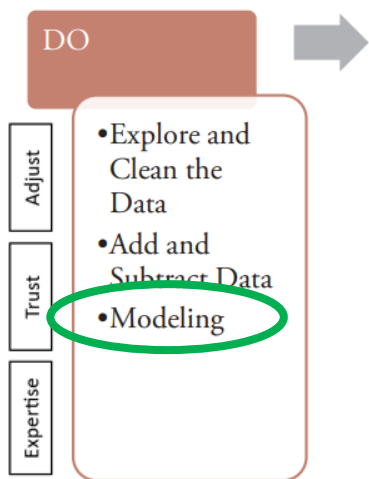 DO
Adjust
Trust
Expertise
•Explore and
Clean the
Data
•Add and
Subtract Data
•Modeling